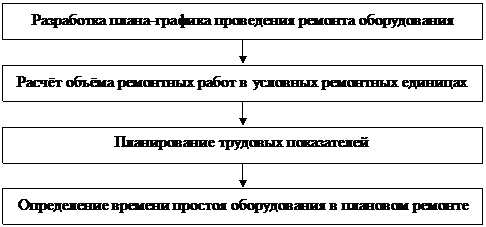 Разработка плана-графика проведения ремонта оборудования
Расчёт объёма ремонтных работ в условных ремонтных единицах
Планирование трудовых показателей
Определение времени простоя оборудования в плановом ремонте